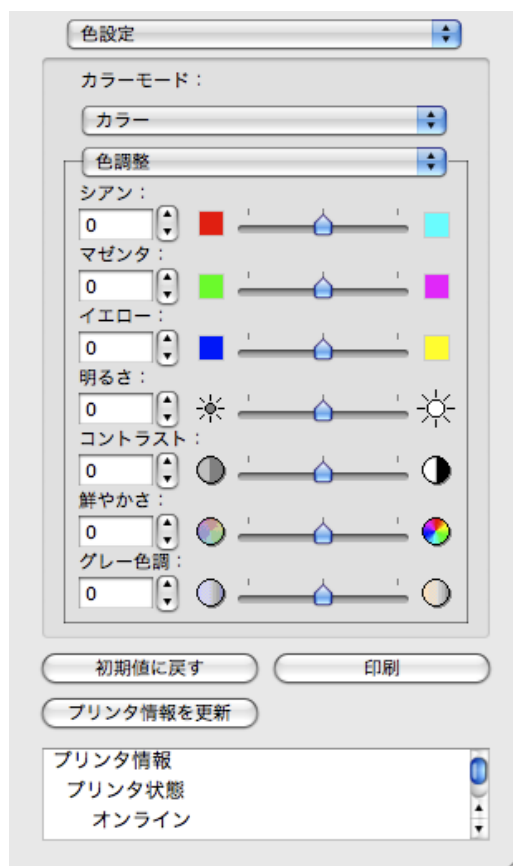 色設定
カラーモード：
カラー
色調整
シアン：
0
マゼンタ：
0
イエロー：
0
明るさ：
0
コントラスト：
0
鮮やかさ：
0
グレー色調：
0
初期値に戻す 印刷
プリンタ情報を更新
プリンタ情報
プリンタ状態
オンライン